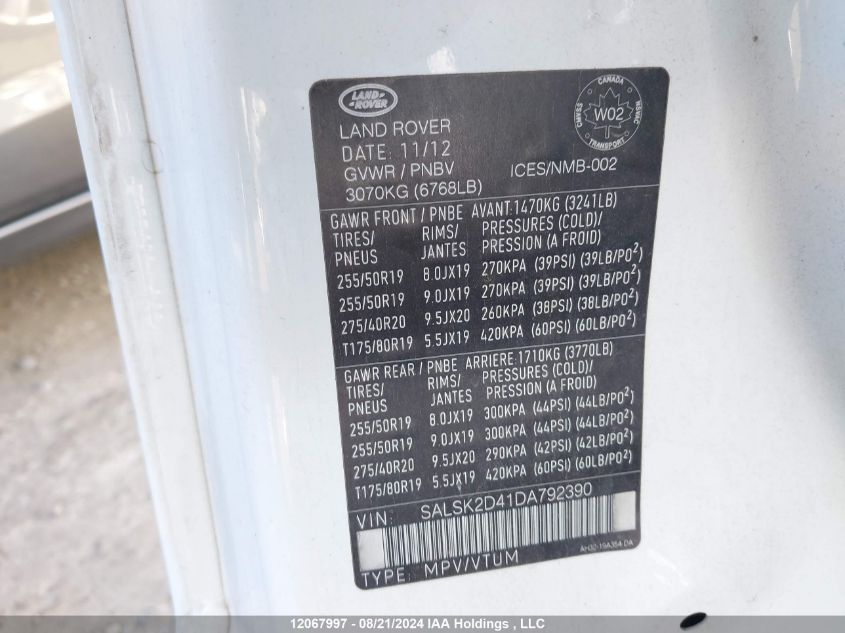 LAND ROVER
CANADA
CMVSS
W02
NSVAC
TRANSPORT
LAND ROVER
DATE: 11/12
GVWR / PNBV
ICES/NMB-002
3070KG (6768LB)
GAWR FRONT / PNBE AVANT:1470KG (3241LB)
TIRES/ RIMS/ PRESSURES (COLD)/
PNEUS JANTES PRESSION (A FROID)
255/50R19 8.0JX19 270KPA (39PSI) (39LB/PO²)
255/50R19 9.0JX19 270KPA (39PSI) (39LB/PO²)
275/40R20 9.5JX20 260KPA (38PSI) (38LB/PO²)
T175/80R19 5.5JX19 420KPA (60PSI) (60LB/PO²)
GAWR REAR / PNBE ARRIERE:1710KG (3770LB)
TIRES/ RIMS/ PRESSURES (COLD)/
PNEUS JANTES PRESSION (A FROID)
255/50R19 8.0JX19 300KPA (44PSI) (44LB/PO²)
255/50R19 9.0JX19 300KPA (44PSI) (44LB/PO²)
275/40R20 9.5JX20 290KPA (42PSI) (42LB/PO²)
T175/80R19 5.5JX19 420KPA (60PSI) (60LB/PO²)
VIN: SALSK2D41DA792390
TYPE: MPV/VTUM
AH32-19A354-DA
12067997 - 08/21/2024 IAA Holdings , LLC